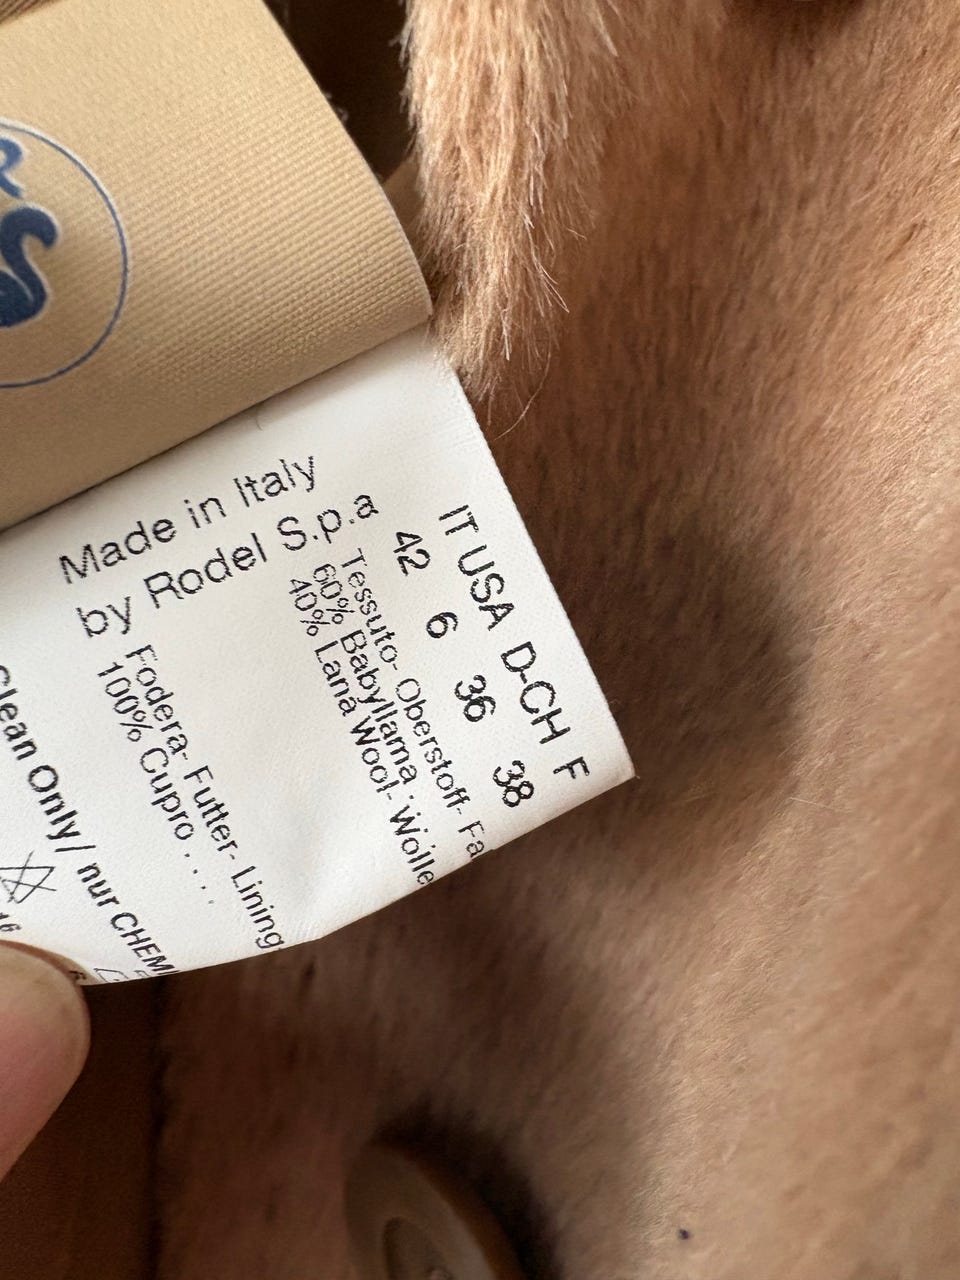 R
Made in Italy
by Rodel S.p.a
IT USA D-CH F
42 6 36 38
Tessuto- Oberstoff- Fa
60% Babyllama
40% Lana Wool- Wolle
Fodera- Futter- Lining
100% Cupro . . . .
Clean Only / nur CHEMI